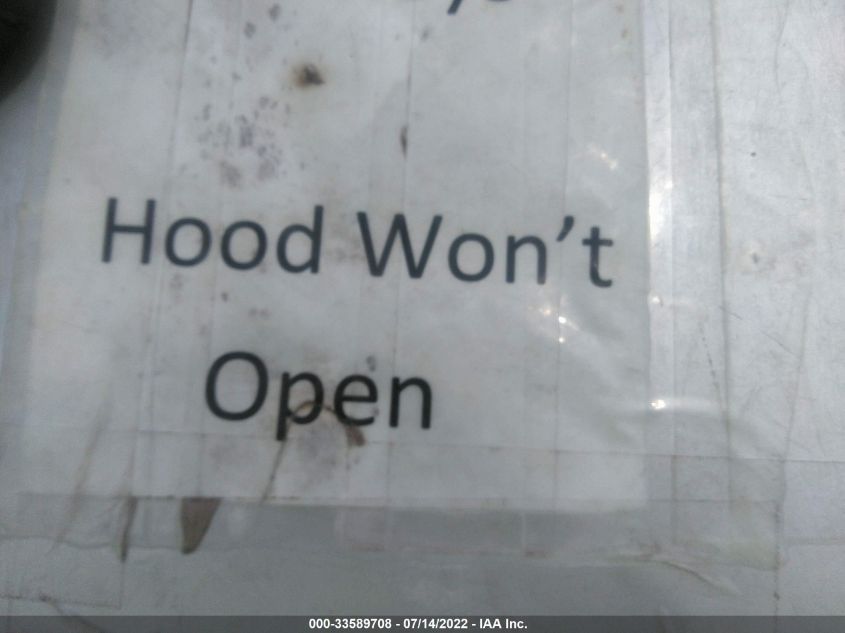 Hood Won't
Open
000-33589708 - 07/14/2022 - IAA Inc.